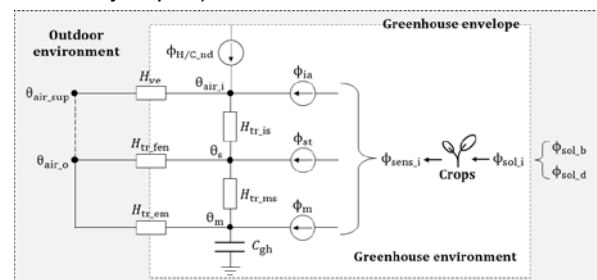 Greenhouse envelope
Outdoor
environment
ϕH/C_nd
Hve
θair_sup
θair_i
ϕia
Htr_is
Htr_fen
θair_o
θs
ϕst
ϕsens_i
Crops
ϕsol_i
ϕsol_b
ϕsol_d
Htr_ms
Htr_em
θm
ϕm
Cgh
Greenhouse environment